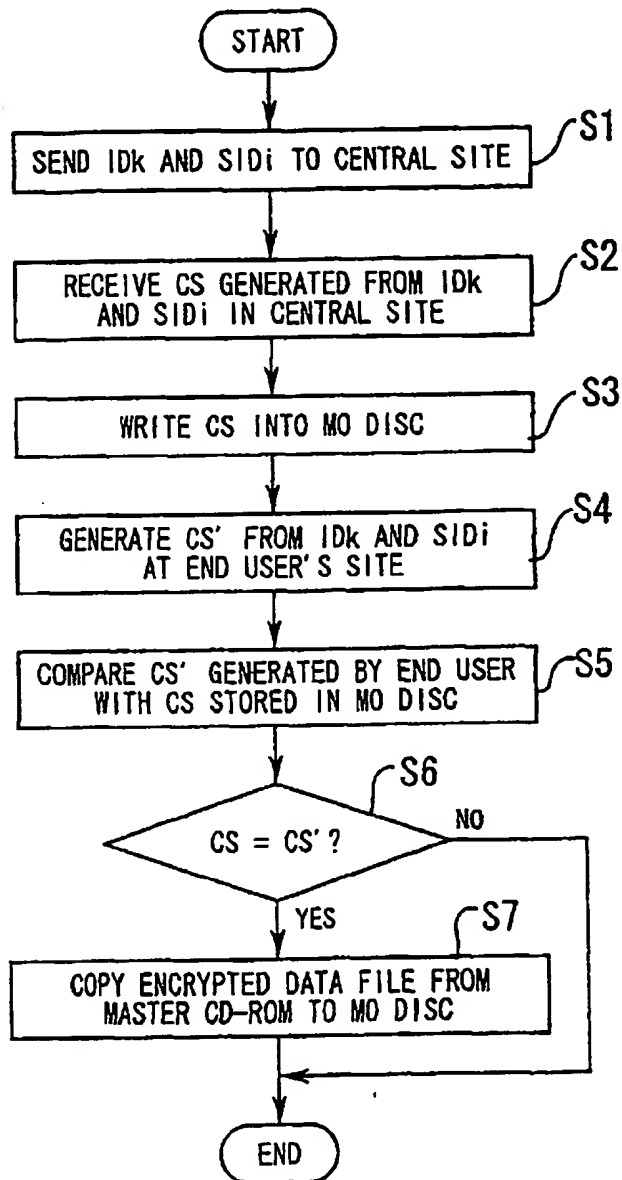 START
S1
SEND IDk AND SIDi TO CENTRAL SITE
S2
RECEIVE CS GENERATED FROM IDk
AND SIDi IN CENTRAL SITE
S3
WRITE CS INTO MO DISC
S4
GENERATE CS' FROM IDk AND SIDi
AT END USER'S SITE
S5
COMPARE CS' GENERATED BY END USER
WITH CS STORED IN MO DISC
S6
CS = CS'?
NO
YES
S7
COPY ENCRYPTED DATA FILE FROM
MASTER CD-ROM TO MO DISC
END